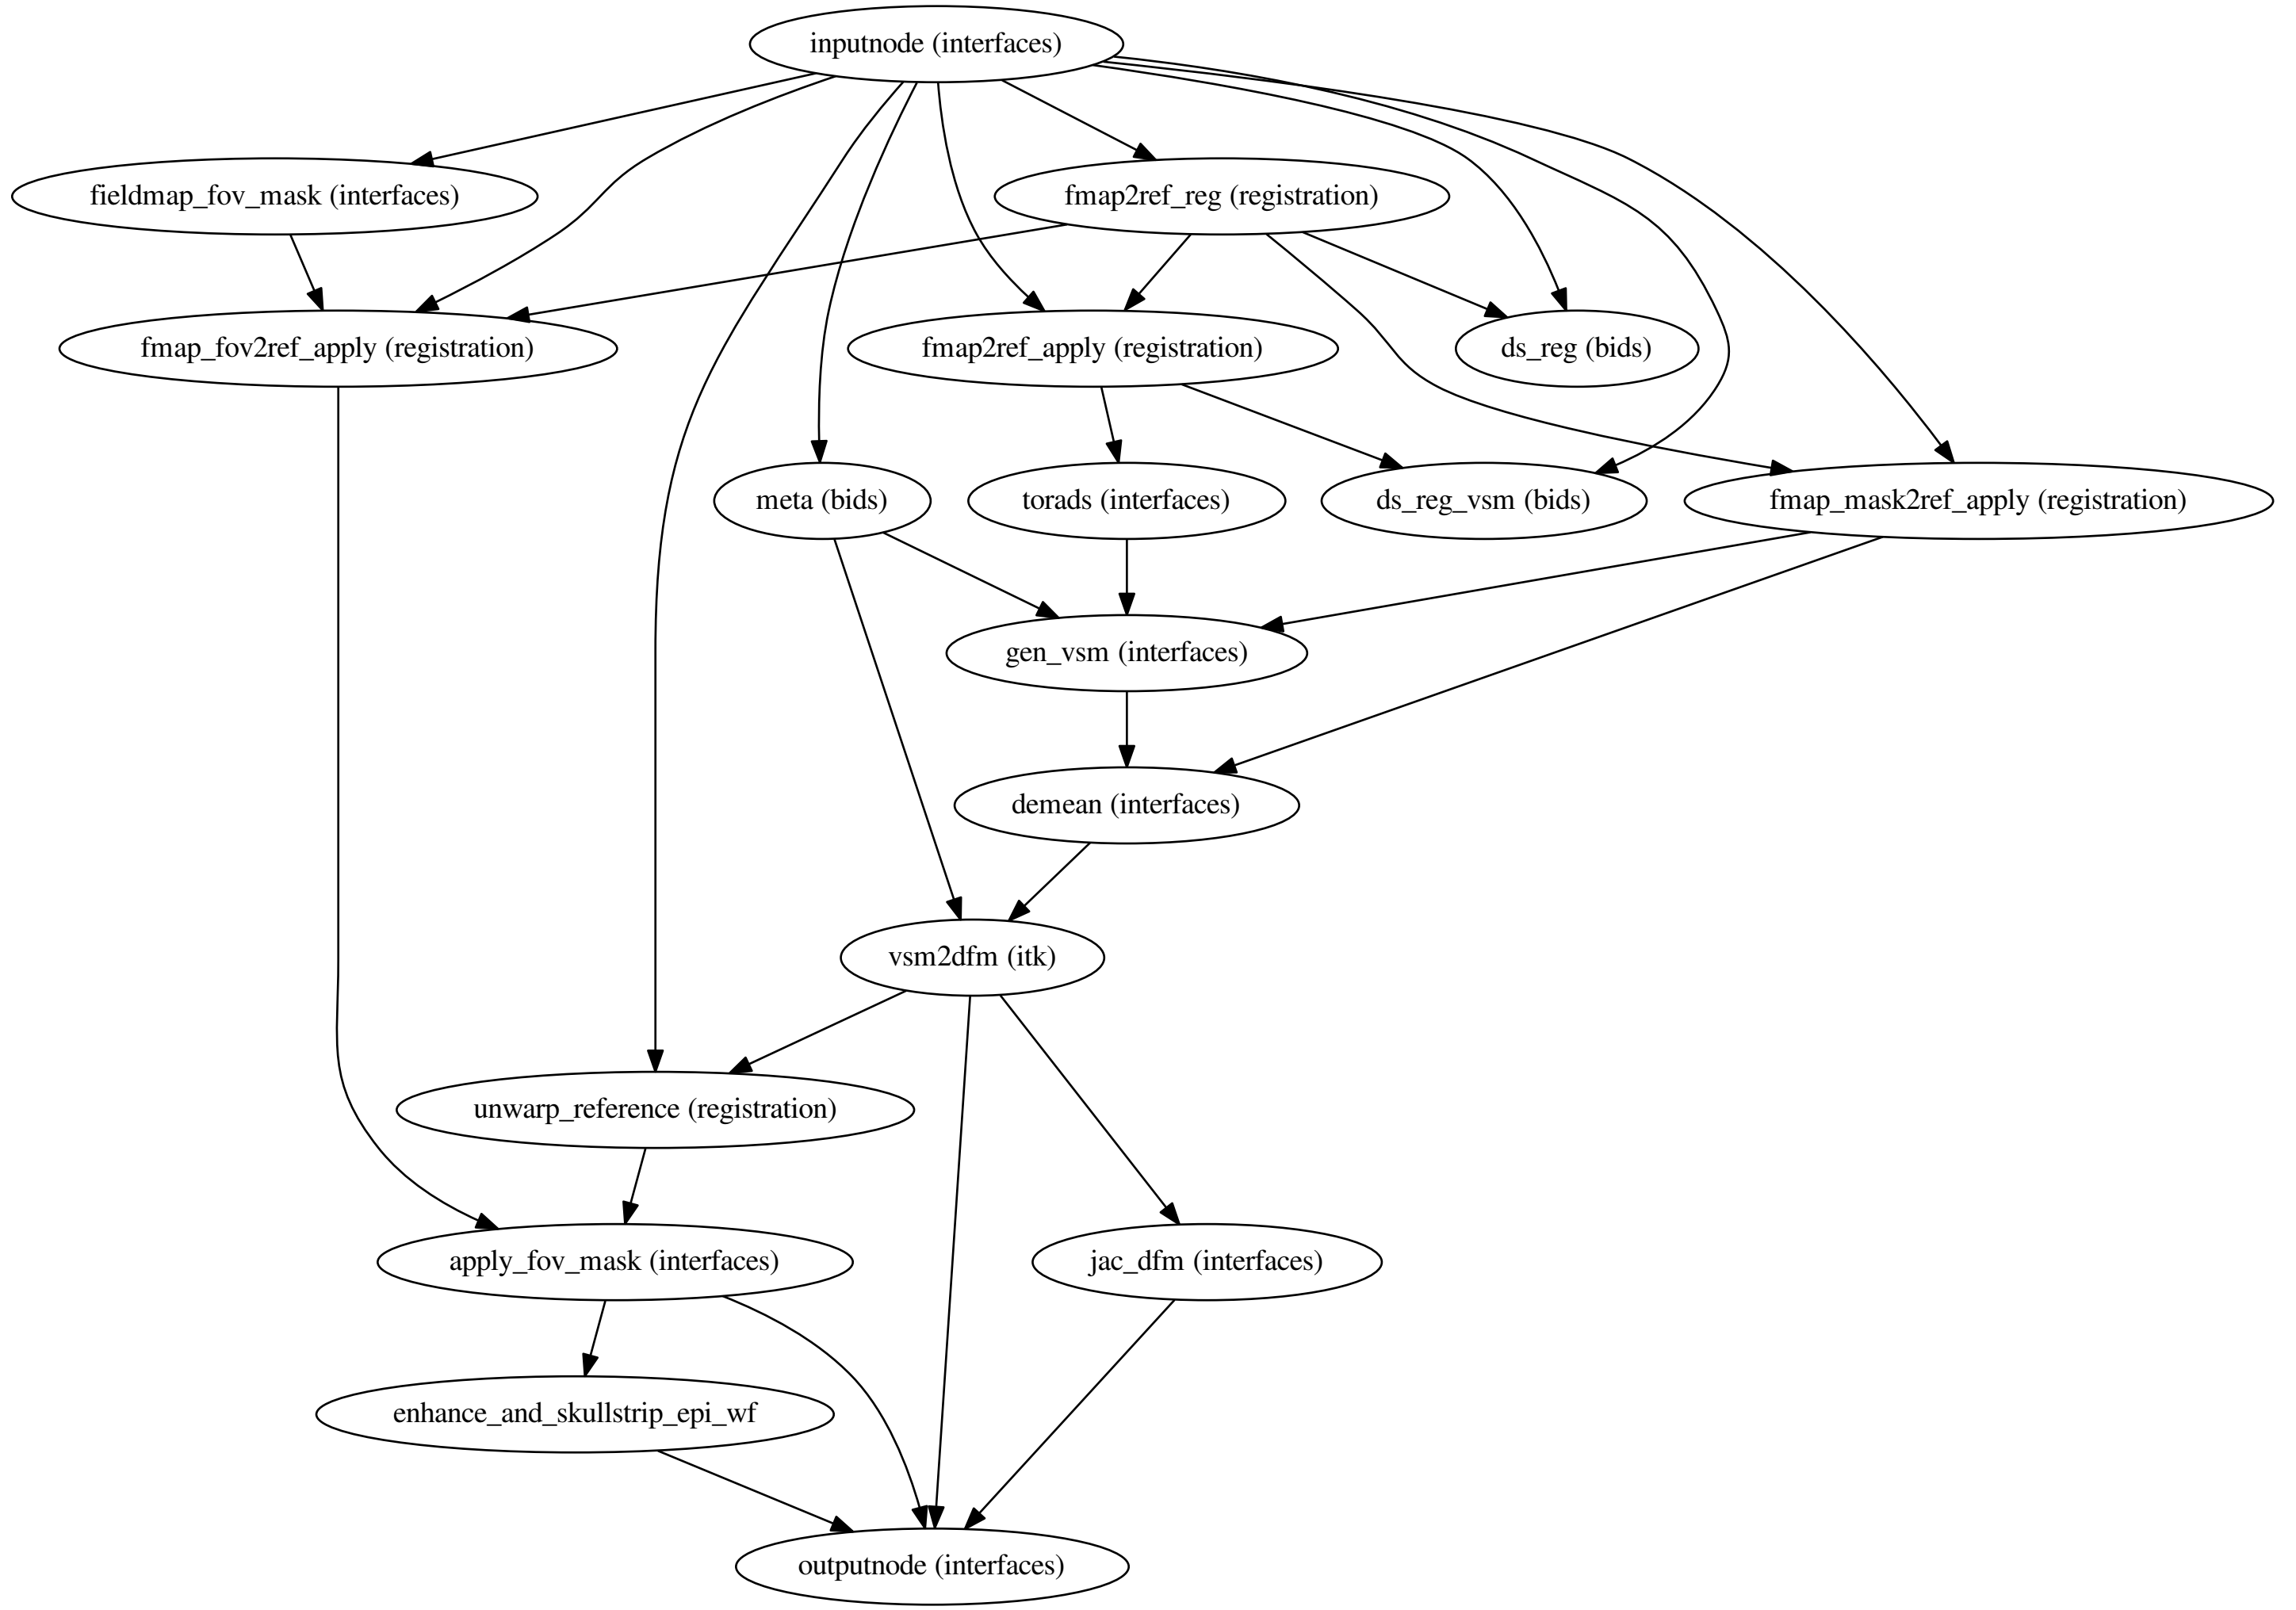 inputnode (interfaces)
fieldmap_fov_mask (interfaces)
fmap2ref_reg (registration)
fmap_fov2ref_apply (registration)
fmap2ref_apply (registration)
ds_reg (bids)
meta (bids)
torads (interfaces)
ds_reg_vsm (bids)
fmap_mask2ref_apply (registration)
gen_vsm (interfaces)
demean (interfaces)
vsm2dfm (itk)
unwarp_reference (registration)
apply_fov_mask (interfaces)
jac_dfm (interfaces)
enhance_and_skullstrip_epi_wf
outputnode (interfaces)